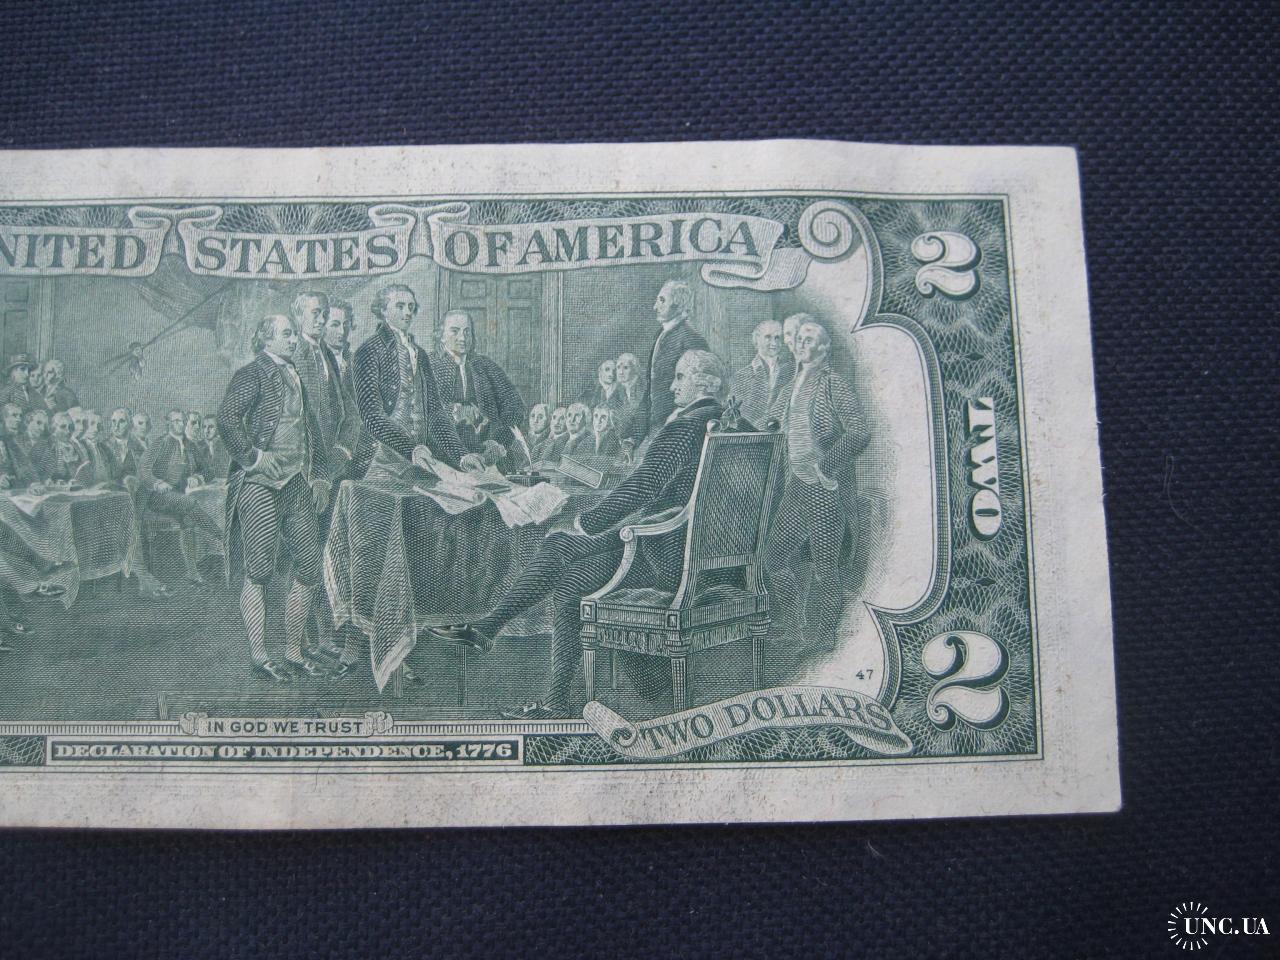 NITED STATES OF AMERICA
2
TWO
47
2
TWO DOLLARS
IN GOD WE TRUST
DECLARATION OF INDEPENDENCE, 1776
UNC.UA